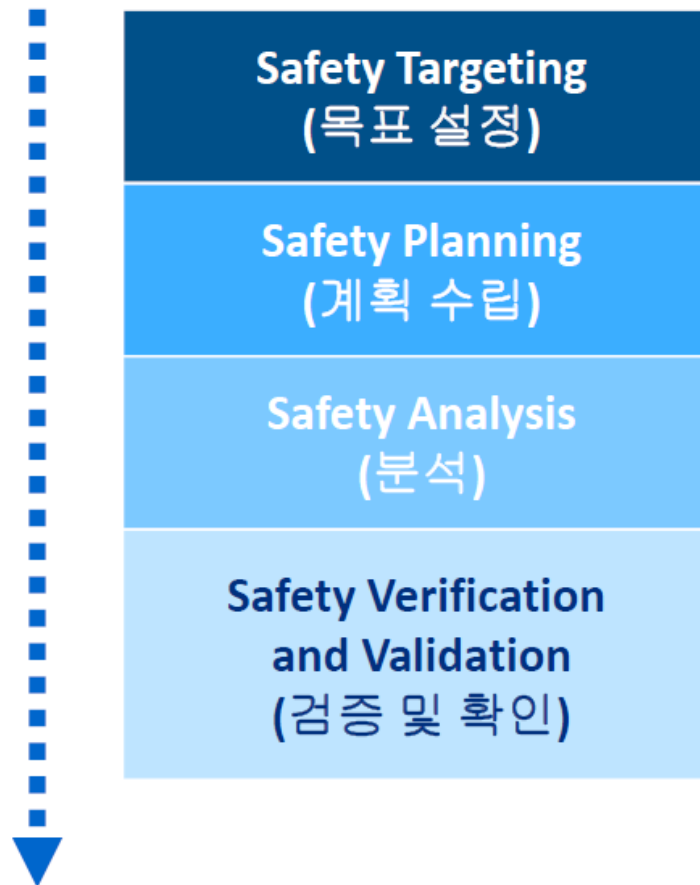 Safety Targeting
(목표 설정)
Safety Planning
(계획 수립)
Safety Analysis
(분석)
Safety Verification
and Validation
(검증 및 확인)